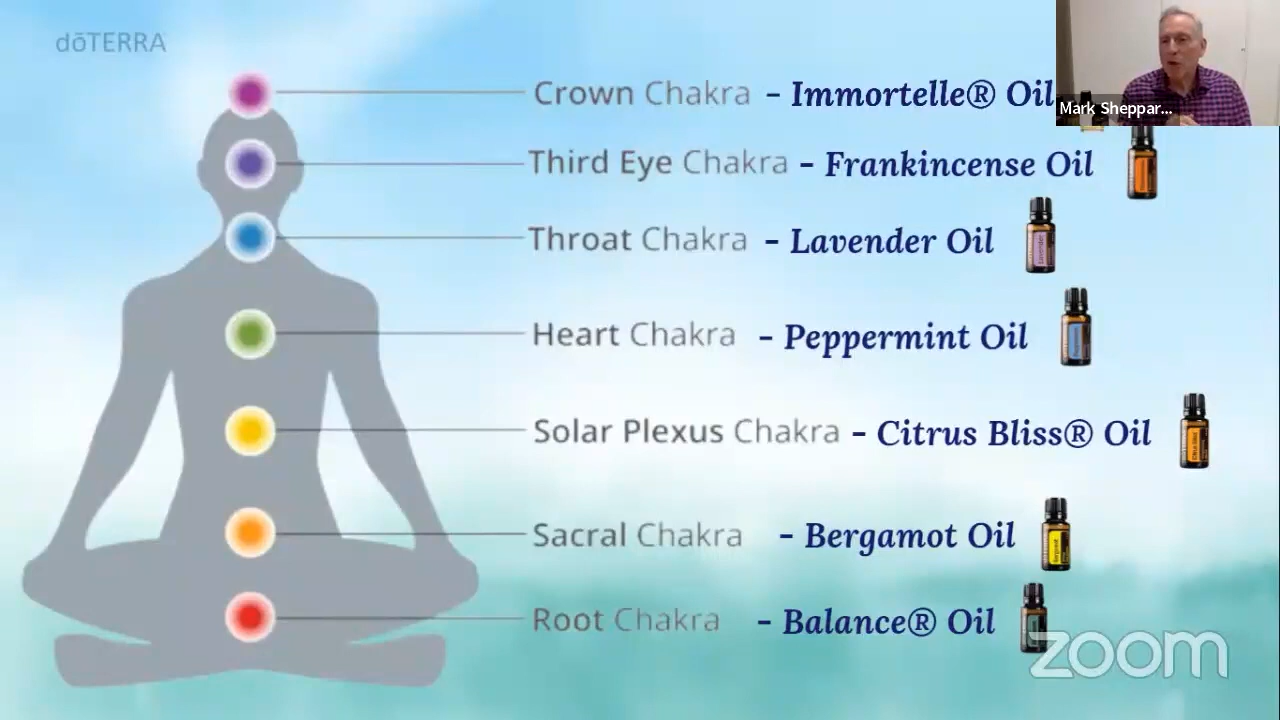 dōTERRA
Crown Chakra - Immortelle® Oil
Mark Sheppar...
Third Eye Chakra - Frankincense Oil
Throat Chakra - Lavender Oil
Heart Chakra - Peppermint Oil
Solar Plexus Chakra - Citrus Bliss® Oil
Sacral Chakra - Bergamot Oil
Root Chakra - Balance® Oil
zoom